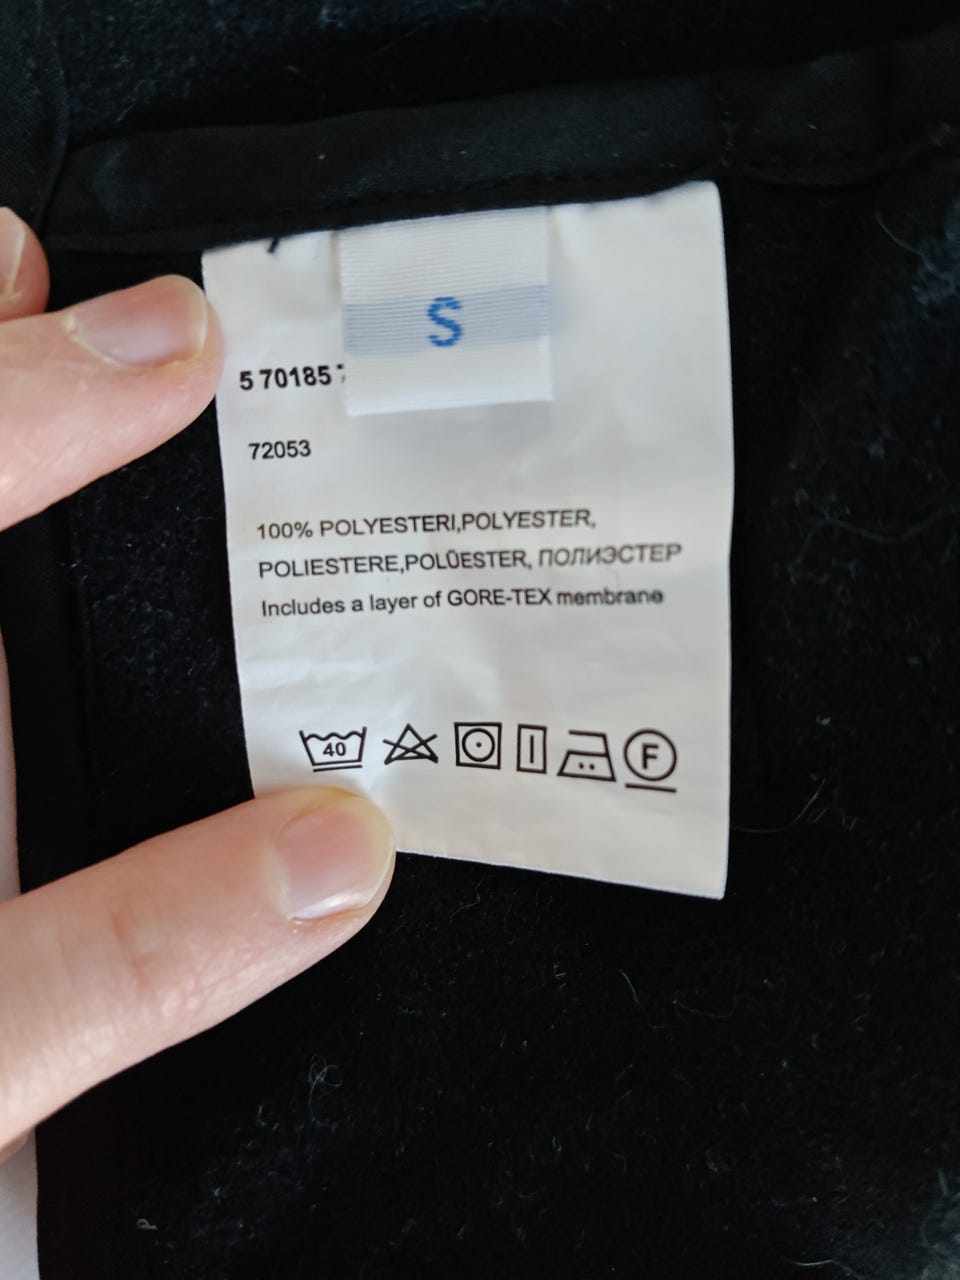 S
5 70185
72053
100% POLYESTERI,POLYESTER,
POLIESTERE,POLÜESTER, ПОЛИЭСТЕР
Includes a layer of GORE-TEX membrane
40
F